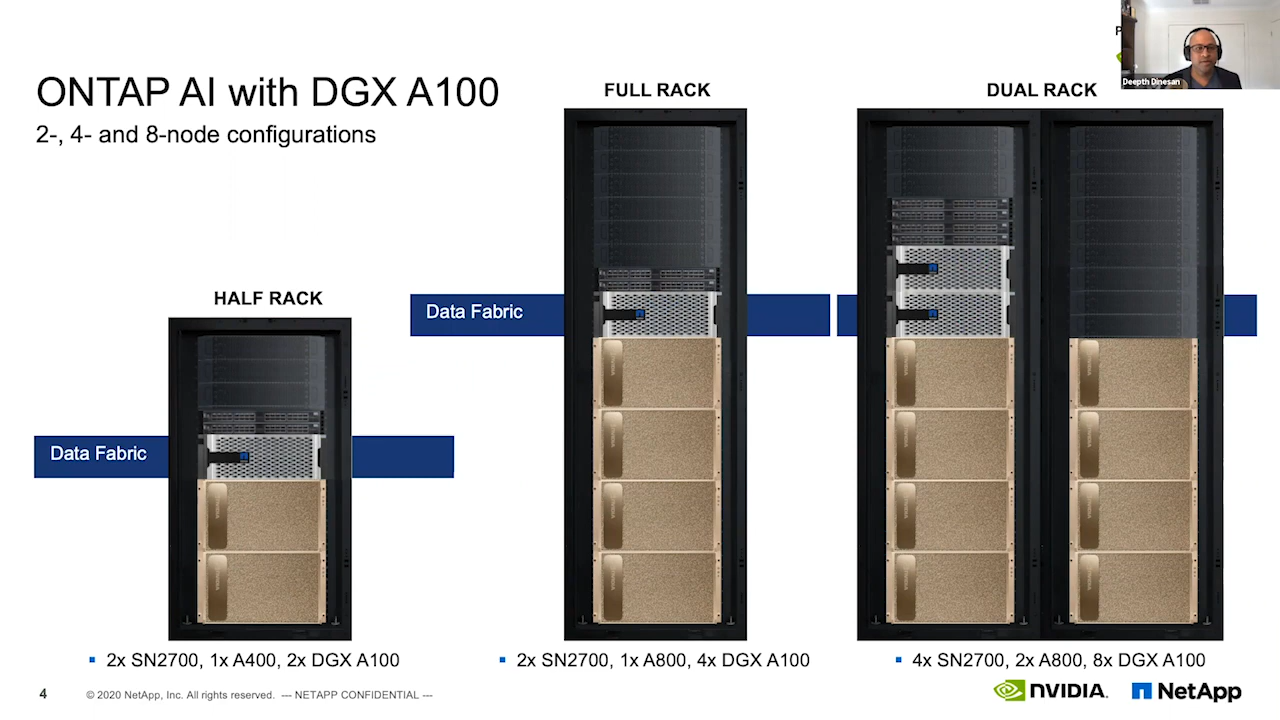 ONTAP AI with DGX A100
2-, 4- and 8-node configurations
HALF RACK
FULL RACK
DUAL RACK
Deepth Dinesan
Data Fabric
Data Fabric
▪ 2x SN2700, 1x A400, 2x DGX A100
▪ 2x SN2700, 1x A800, 4x DGX A100
▪ 4x SN2700, 2x A800, 8x DGX A100
4
© 2020 NetApp, Inc. All rights reserved. --- NETAPP CONFIDENTIAL ---
NVIDIA.
NetApp